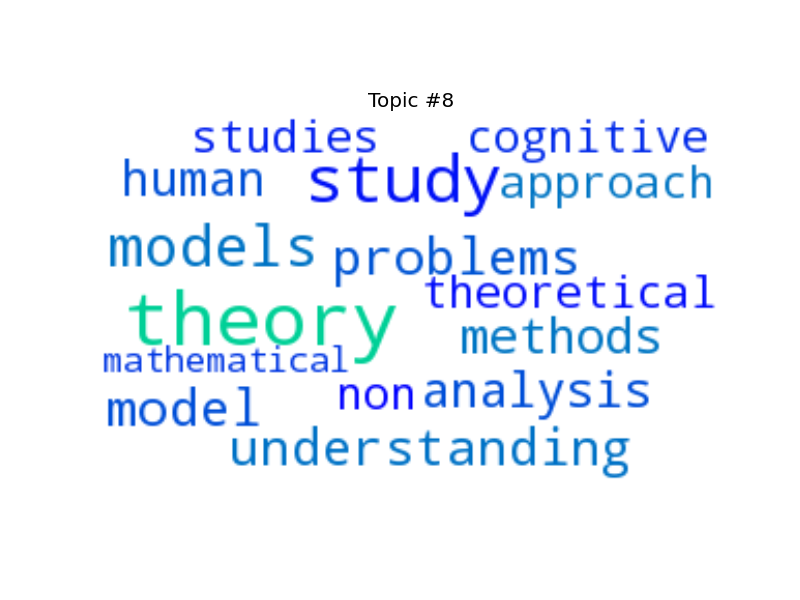 Topic #8
studies cognitive
human study approach
models problems
theoretical
theory methods
mathematical
model non analysis
understanding